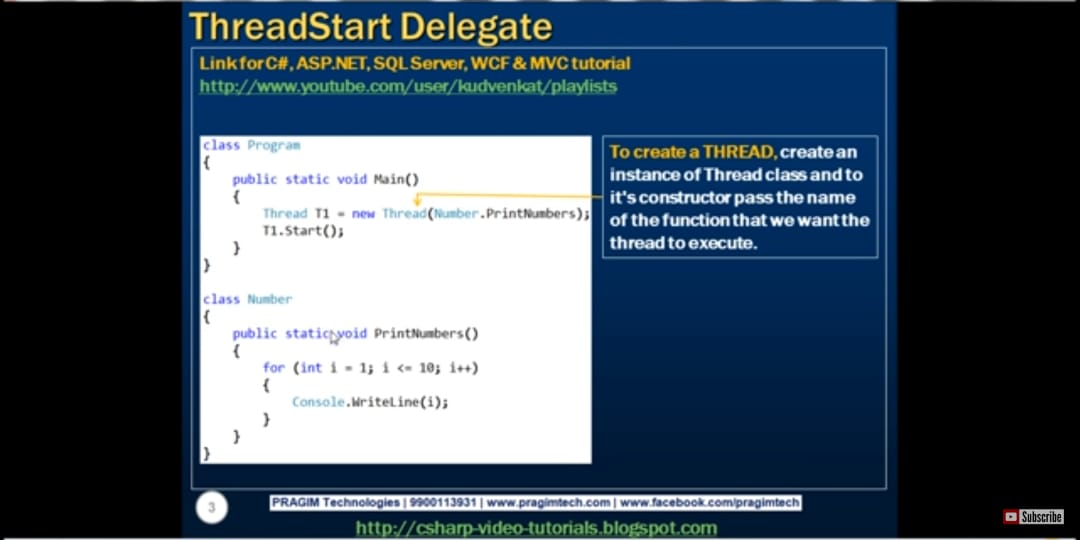 ThreadStart Delegate
Link for C#, ASP.NET, SQL Server, WCF & MVC tutorial
http://www.youtube.com/user/kudvenkat/playlists
class Program
{
public static void Main()
{
Thread T1 = new Thread(Number.PrintNumbers);
T1.Start();
}
}
class Number
{
public static void PrintNumbers()
{
for (int i = 1; i <= 10; i++)
{
Console.WriteLine(i);
}
}
}
To create a THREAD, create an
instance of Thread class and to
it's constructor pass the name
of the function that we want the
thread to execute.
3
PRAGIM Technologies | 9900113931 | www.pragimtech.com | www.facebook.com/pragimtech
http://csharp-video-tutorials.blogspot.com
Subscribe